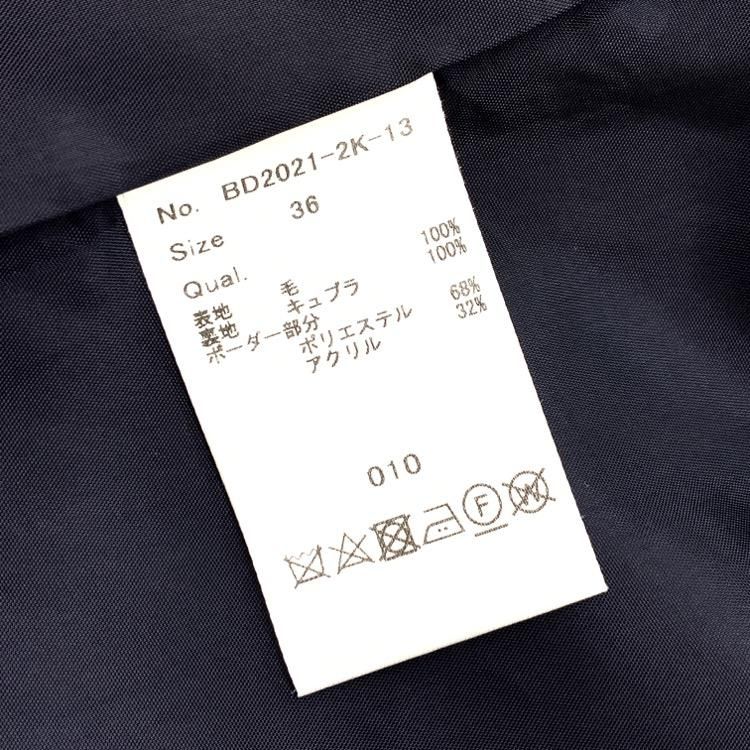 No. BD2021-2K-13
Size 36
Qual.
表地 毛 100%
裏地 キュプラ 100%
ボーダー部分
ポリエステル 68%
アクリル 32%
010
F W